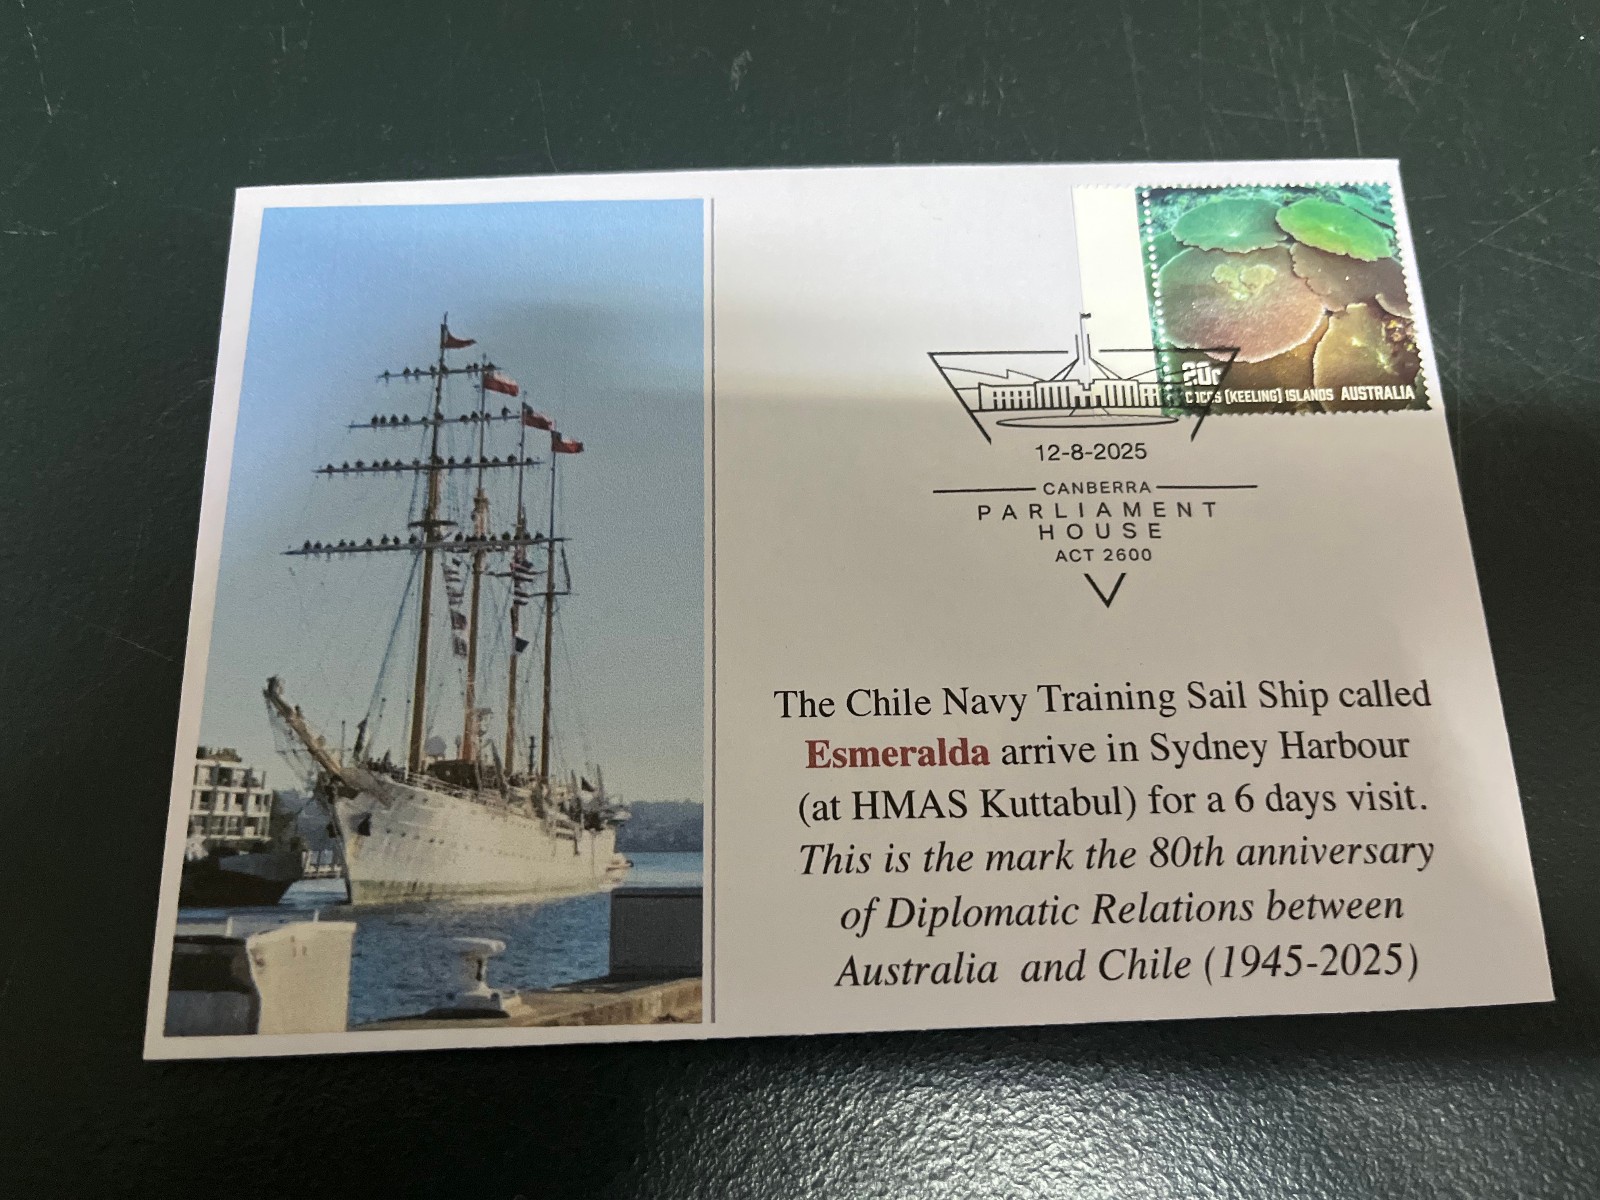 20c
COCOS (KEELING) ISLANDS AUSTRALIA
12-8-2025
CANBERRA
PARLIAMENT
HOUSE
ACT 2600
The Chile Navy Training Sail Ship called
Esmeralda arrive in Sydney Harbour
(at HMAS Kuttabul) for a 6 days visit.
This is the mark the 80th anniversary
of Diplomatic Relations between
Australia and Chile (1945-2025)